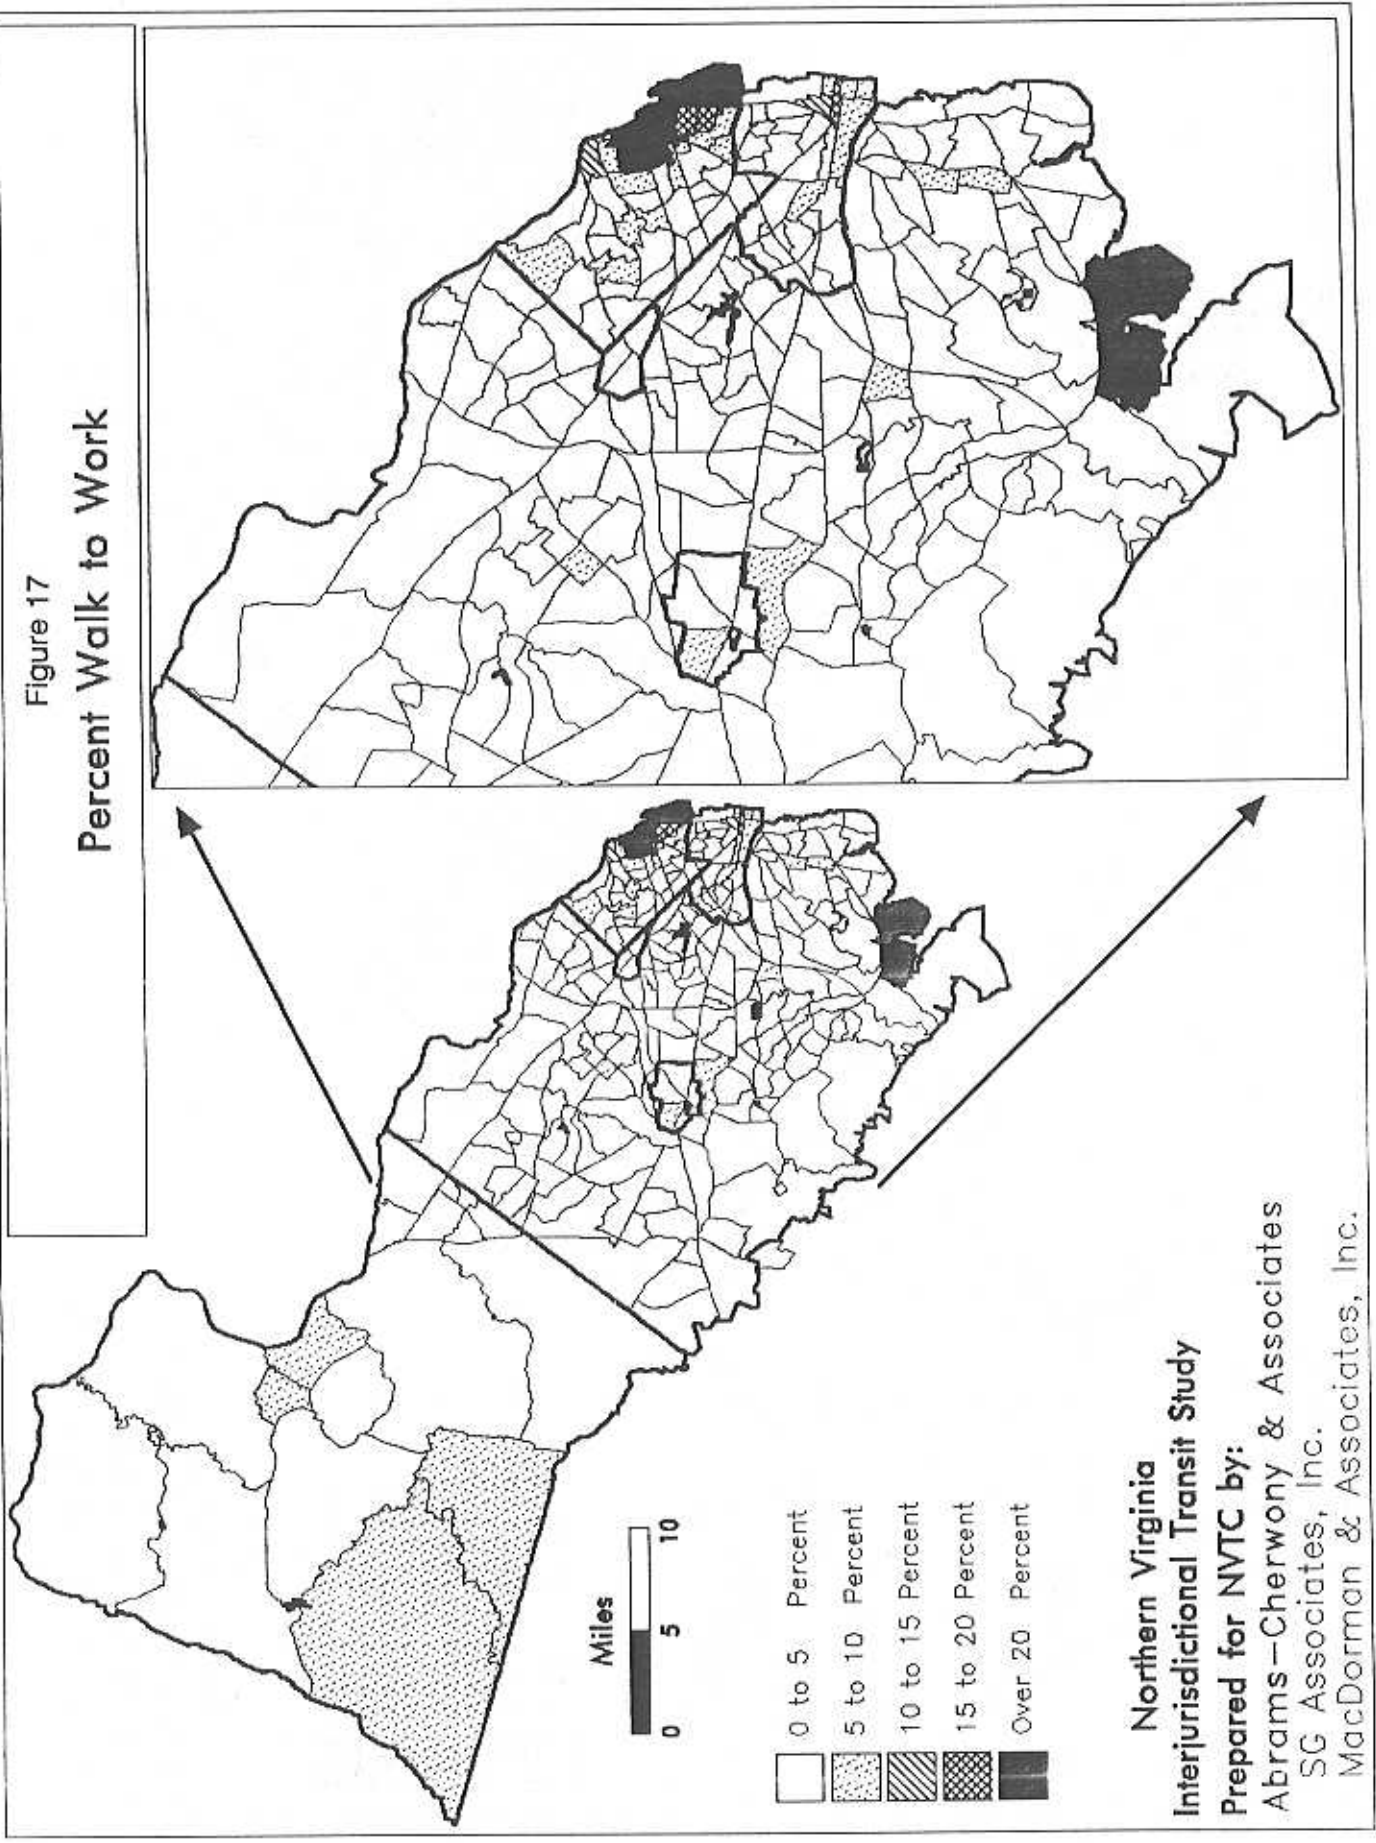 Figure 17
Percent Walk to Work
Miles
0 5 10
0 to 5 Percent
5 to 10 Percent
10 to 15 Percent
15 to 20 Percent
Over 20 Percent
Northern Virginia
Interjurisdictional Transit Study
Prepared for NVTC by:
Abrams-Cherwony & Associates
SG Associates, Inc.
MacDorman & Associates, Inc.